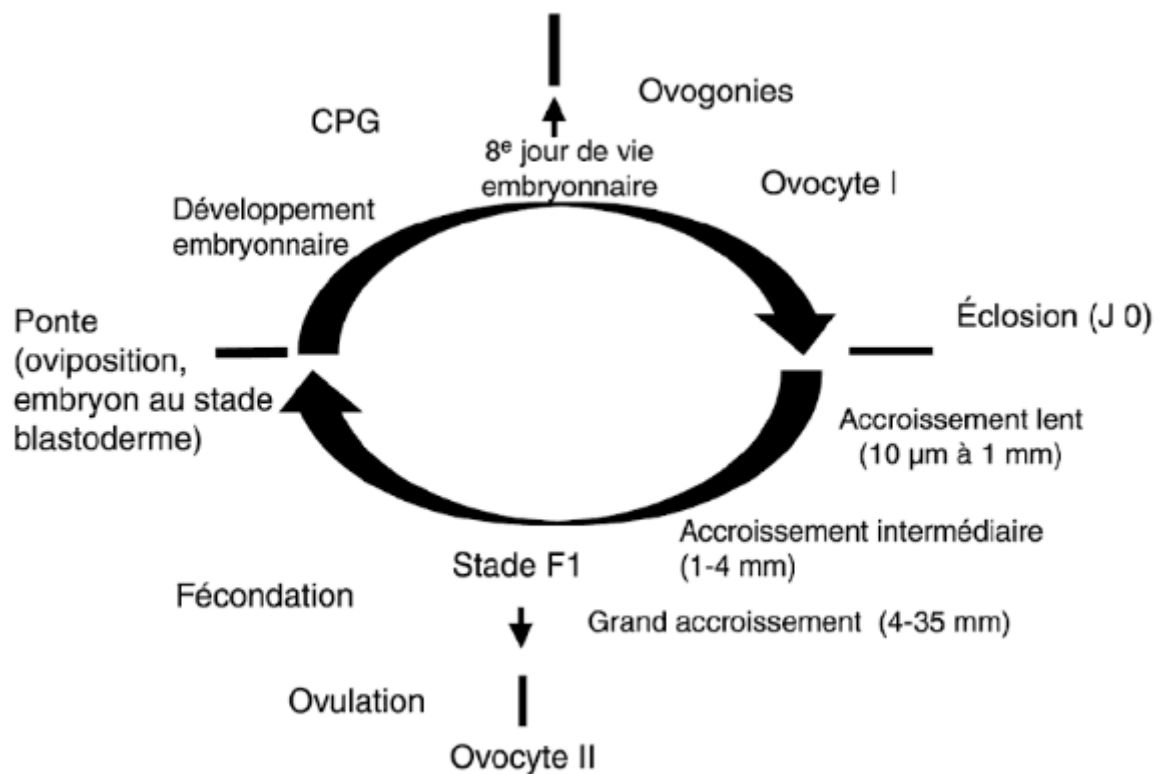 Ovogonies
CPG
8e jour de vie
embryonnaire
Ovocyte I
Développement
embryonnaire
Éclosion (J 0)
Ponte
(oviposition,
embryon au stade
blastoderme)
Accroissement lent
(10 µm à 1 mm)
Accroissement intermédiaire
(1-4 mm)
Stade F1
Fécondation
Grand accroissement (4-35 mm)
Ovulation
Ovocyte II